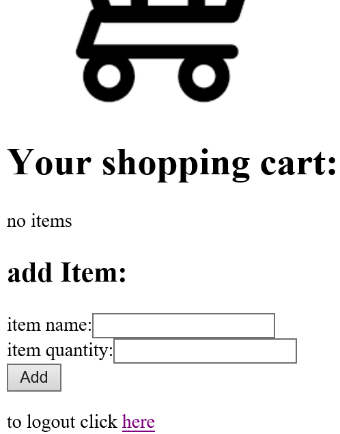 Your shopping cart:
no items
add Item:
item name:
item quantity:
Add
to logout click here